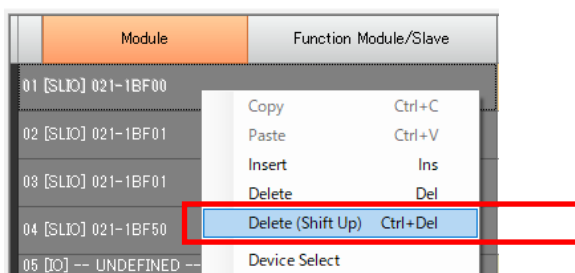 Module Function Module/Slave
01 [SLIO] 021-1BF00
Copy Ctrl+C
02 [SLIO] 021-1BF01
Paste Ctrl+V
Insert Ins
03 [SLIO] 021-1BF01
Delete Del
Delete (Shift Up) Ctrl+Del
04 [SLIO] 021-1BF50
05 [IO] -- UNDEFINED --
Device Select